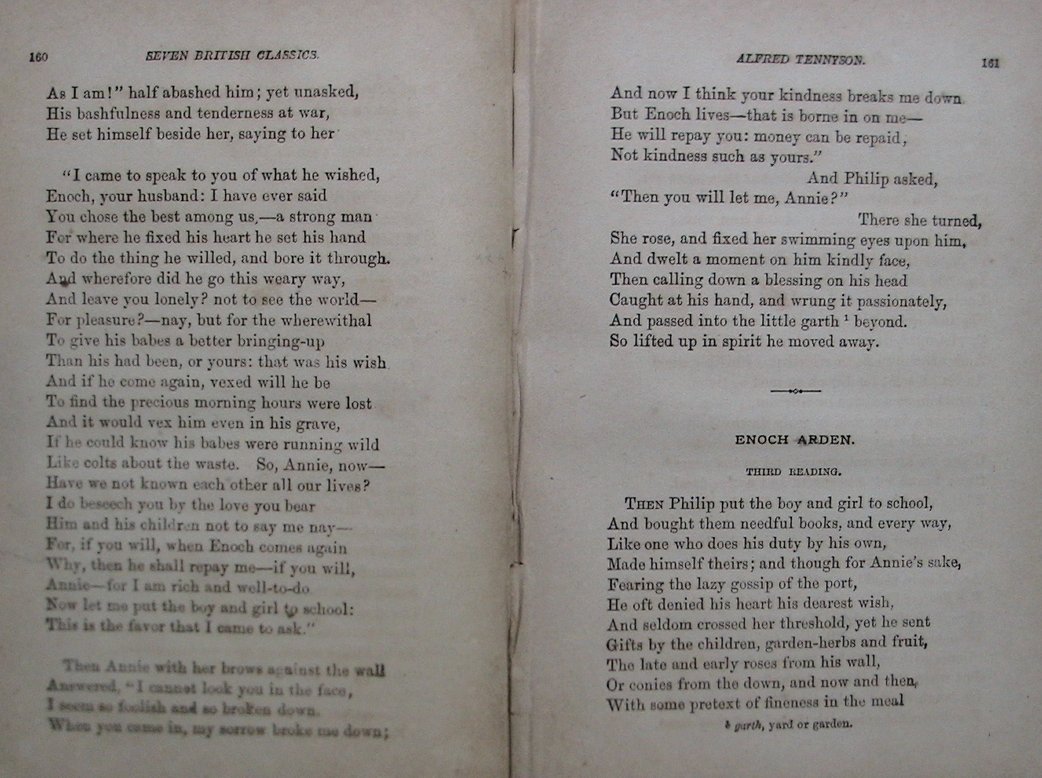 160
SEVEN BRITISH CLASSICS.
As I am!" half abashed him; yet unasked,
His bashfulness and tenderness at war,
He set himself beside her, saying to her
"I came to speak to you of what he wished,
Enoch, your husband: I have ever said
You chose the best among us,—a strong man
For where he fixed his heart he set his hand
To do the thing he willed, and bore it through.
And wherefore did he go this weary way,
And leave you lonely? not to see the world—
For pleasure?—nay, but for the wherewithal
To give his babes a better bringing-up
Than his had been, or yours: that was his wish
And if he come again, vexed will he be
To find the precious morning hours were lost
And it would vex him even in his grave,
If he could know his babes were running wild
Like colts about the waste. So, Annie, now—
Have we not known each other all our lives?
I do beseech you by the love you bear
Him and his children not to say me nay—
For, if you will, when Enoch comes again
Why, then he shall repay me—if you will,
Annie—for I am rich and well-to-do
Now let me put the boy and girl to school:
This is the favor that I came to ask."
Then Annie with her brows against the wall
Answered, "I cannot look you in the face,
I seem so foolish and so broken down.
When you came in, my sorrow broke me down;
ALFRED TENNYSON.
161
And now I think your kindness breaks me down
But Enoch lives—that is borne in on me—
He will repay you: money can be repaid,
Not kindness such as yours."
And Philip asked,
"Then you will let me, Annie?"
There she turned,
She rose, and fixed her swimming eyes upon him,
And dwelt a moment on him kindly face,
Then calling down a blessing on his head
Caught at his hand, and wrung it passionately,
And passed into the little garth ¹ beyond.
So lifted up in spirit he moved away.
ENOCH ARDEN.
THIRD READING.
THEN Philip put the boy and girl to school,
And bought them needful books, and every way,
Like one who does his duty by his own,
Made himself theirs; and though for Annie's sake,
Fearing the lazy gossip of the port,
He oft denied his heart his dearest wish,
And seldom crossed her threshold, yet he sent
Gifts by the children, garden-herbs and fruit,
The late and early roses from his wall,
Or conies from the down, and now and then,
With some pretext of fineness in the meal
garth, yard or garden.